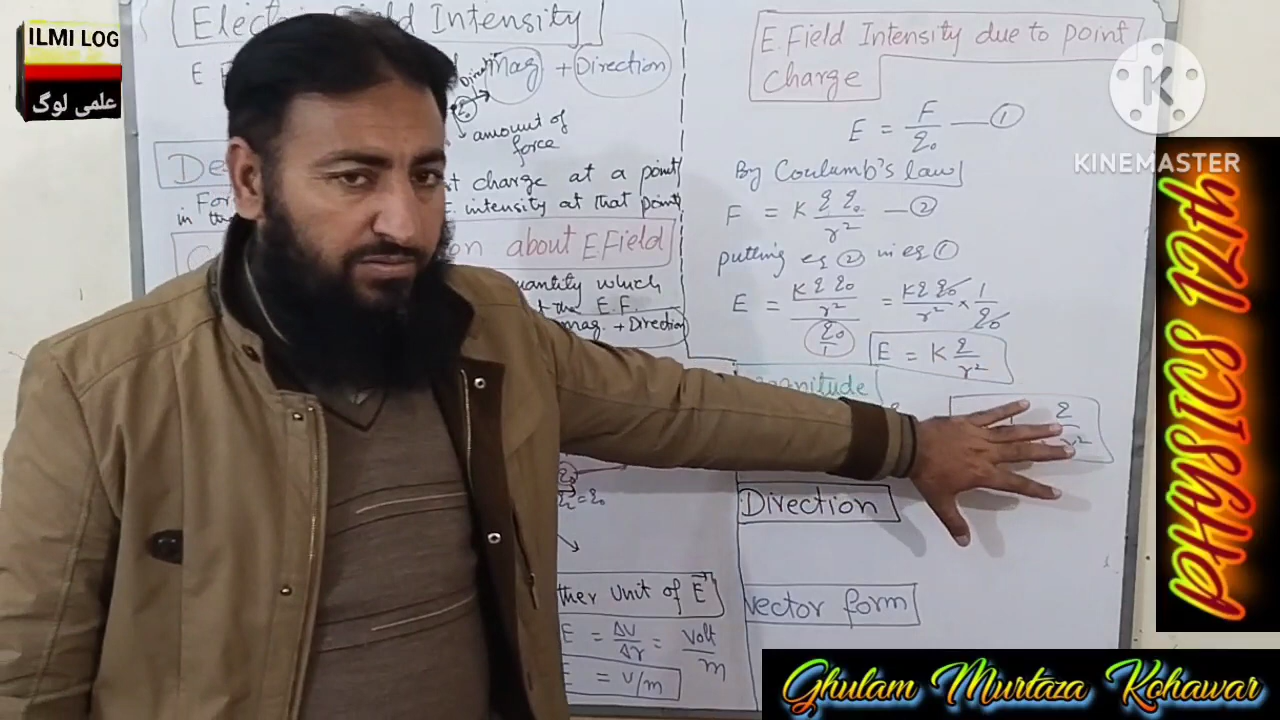 ILMI LOG
علمی لوگ
Electric Field Intensity
Mag + Direction
amount of
force
charge at a point
intensity at that point
about E Field
quantity which
the E.F.
mag. + Direction
= q₀
ther Unit of E⃗
E = ΔV/Δr = Volt/m
E = V/m
E. Field Intensity due to point
charge
E = F/q₀ — ①
By Coulumb's law
F = K q q₀/r² — ②
putting eq ② in eq ①
E = (K q q₀/r²)/(q₀/1) = K q q₀/r² × 1/q₀
E = K q/r²
Magnitude
q
r²
Direction
vector form
K
KINEMASTER
PHYSICS 12th
Ghulam Murtaza Kohawar